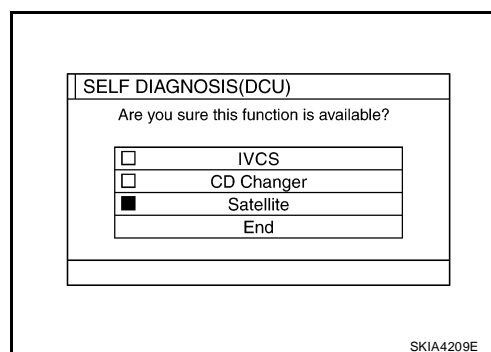 SELF DIAGNOSIS(DCU)
Are you sure this function is available?
IVCS
CD Changer
Satellite
End
SKIA4209E